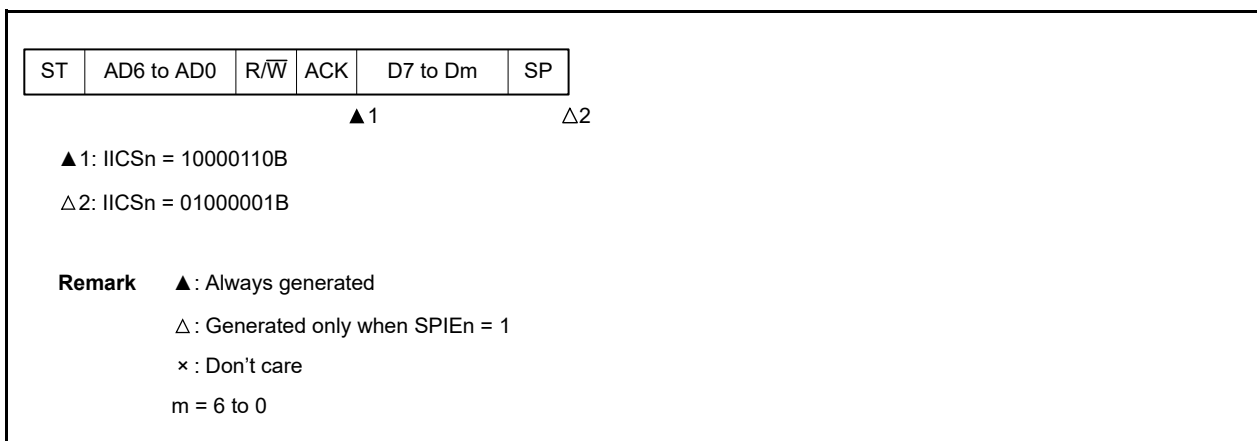 ST AD6 to AD0 R/W̅ ACK D7 to Dm SP
▲1 △2
▲1: IICSn = 10000110B
△2: IICSn = 01000001B
Remark ▲: Always generated
△: Generated only when SPIEn = 1
×: Don't care
m = 6 to 0